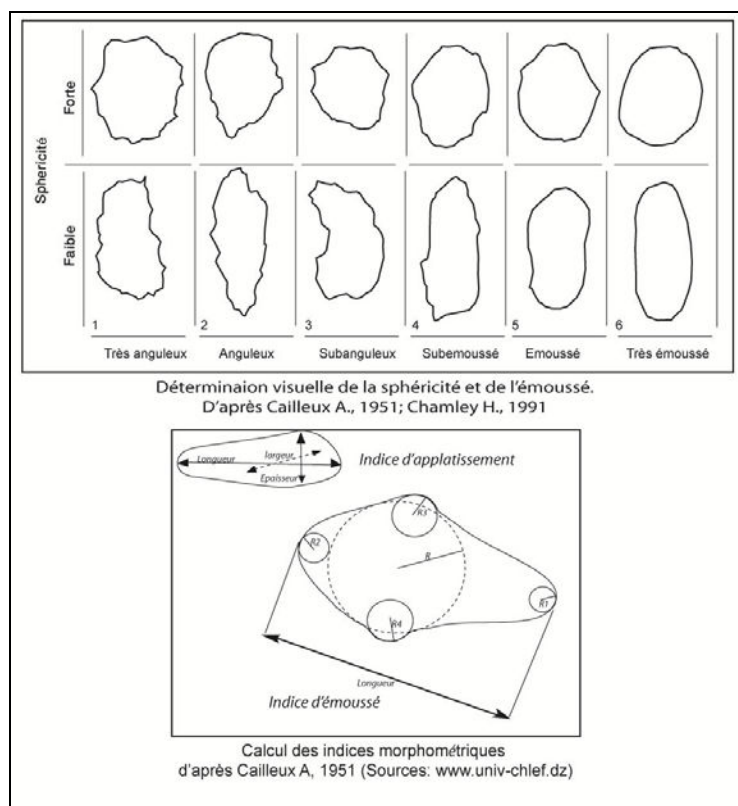 Sphericité
Forte
Faible
1 2 3 4 5 6
Très anguleux Anguleux Subanguleux Subemoussé Emoussé Très émoussé
Déterminaion visuelle de la sphéricité et de l'émoussé.
D'après Cailleux A., 1951; Chamley H., 1991
Longueur
largeur
Epaisseur
Indice d'applatissement
R3
R2
R
R1
R4
Longueur
Indice d'émoussé
Calcul des indices morphométriques
d'après Cailleux A, 1951 (Sources: www.univ-chlef.dz)